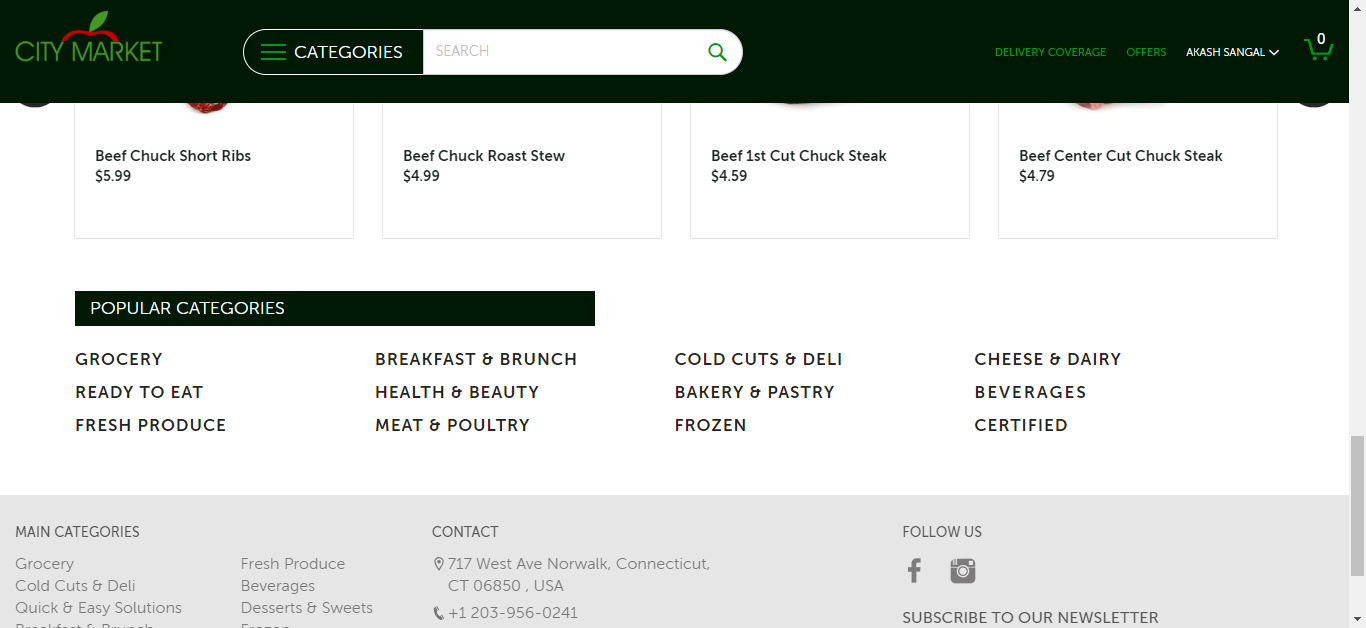 CITY MARKET
CATEGORIES
SEARCH
DELIVERY COVERAGE
OFFERS
AKASH SANGAL
0
Beef Chuck Short Ribs
$5.99
Beef Chuck Roast Stew
$4.99
Beef 1st Cut Chuck Steak
$4.59
Beef Center Cut Chuck Steak
$4.79
POPULAR CATEGORIES
GROCERY
BREAKFAST & BRUNCH
COLD CUTS & DELI
CHEESE & DAIRY
READY TO EAT
HEALTH & BEAUTY
BAKERY & PASTRY
BEVERAGES
FRESH PRODUCE
MEAT & POULTRY
FROZEN
CERTIFIED
MAIN CATEGORIES
Grocery
Cold Cuts & Deli
Quick & Easy Solutions
Breakfast & Brunch
Fresh Produce
Beverages
Desserts & Sweets
Frozen
CONTACT
717 West Ave Norwalk, Connecticut,
CT 06850 , USA
+1 203-956-0241
FOLLOW US
SUBSCRIBE TO OUR NEWSLETTER